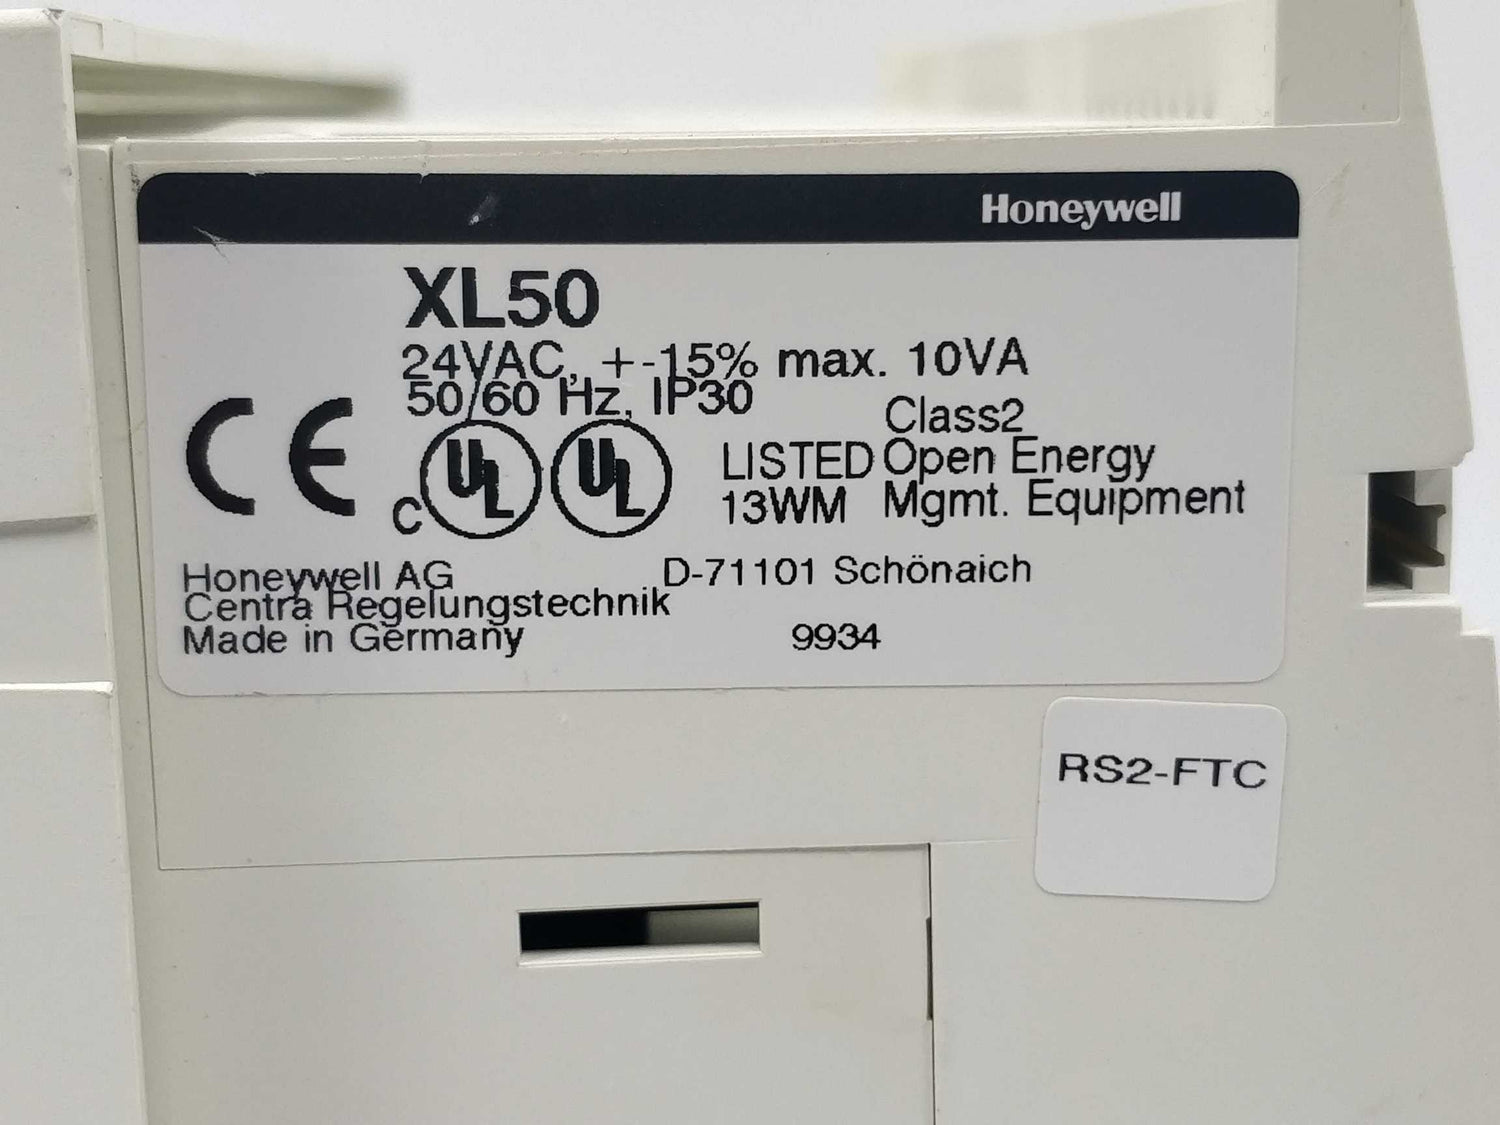 Honeywell
XL50
24VAC, +-15% max. 10VA
50/60 Hz, IP30
CE
c UL UL
LISTED
13WM
Class2
Open Energy
Mgmt. Equipment
Honeywell AG D-71101 Schönaich
Centra Regelungstechnik
Made in Germany 9934
RS2-FTC